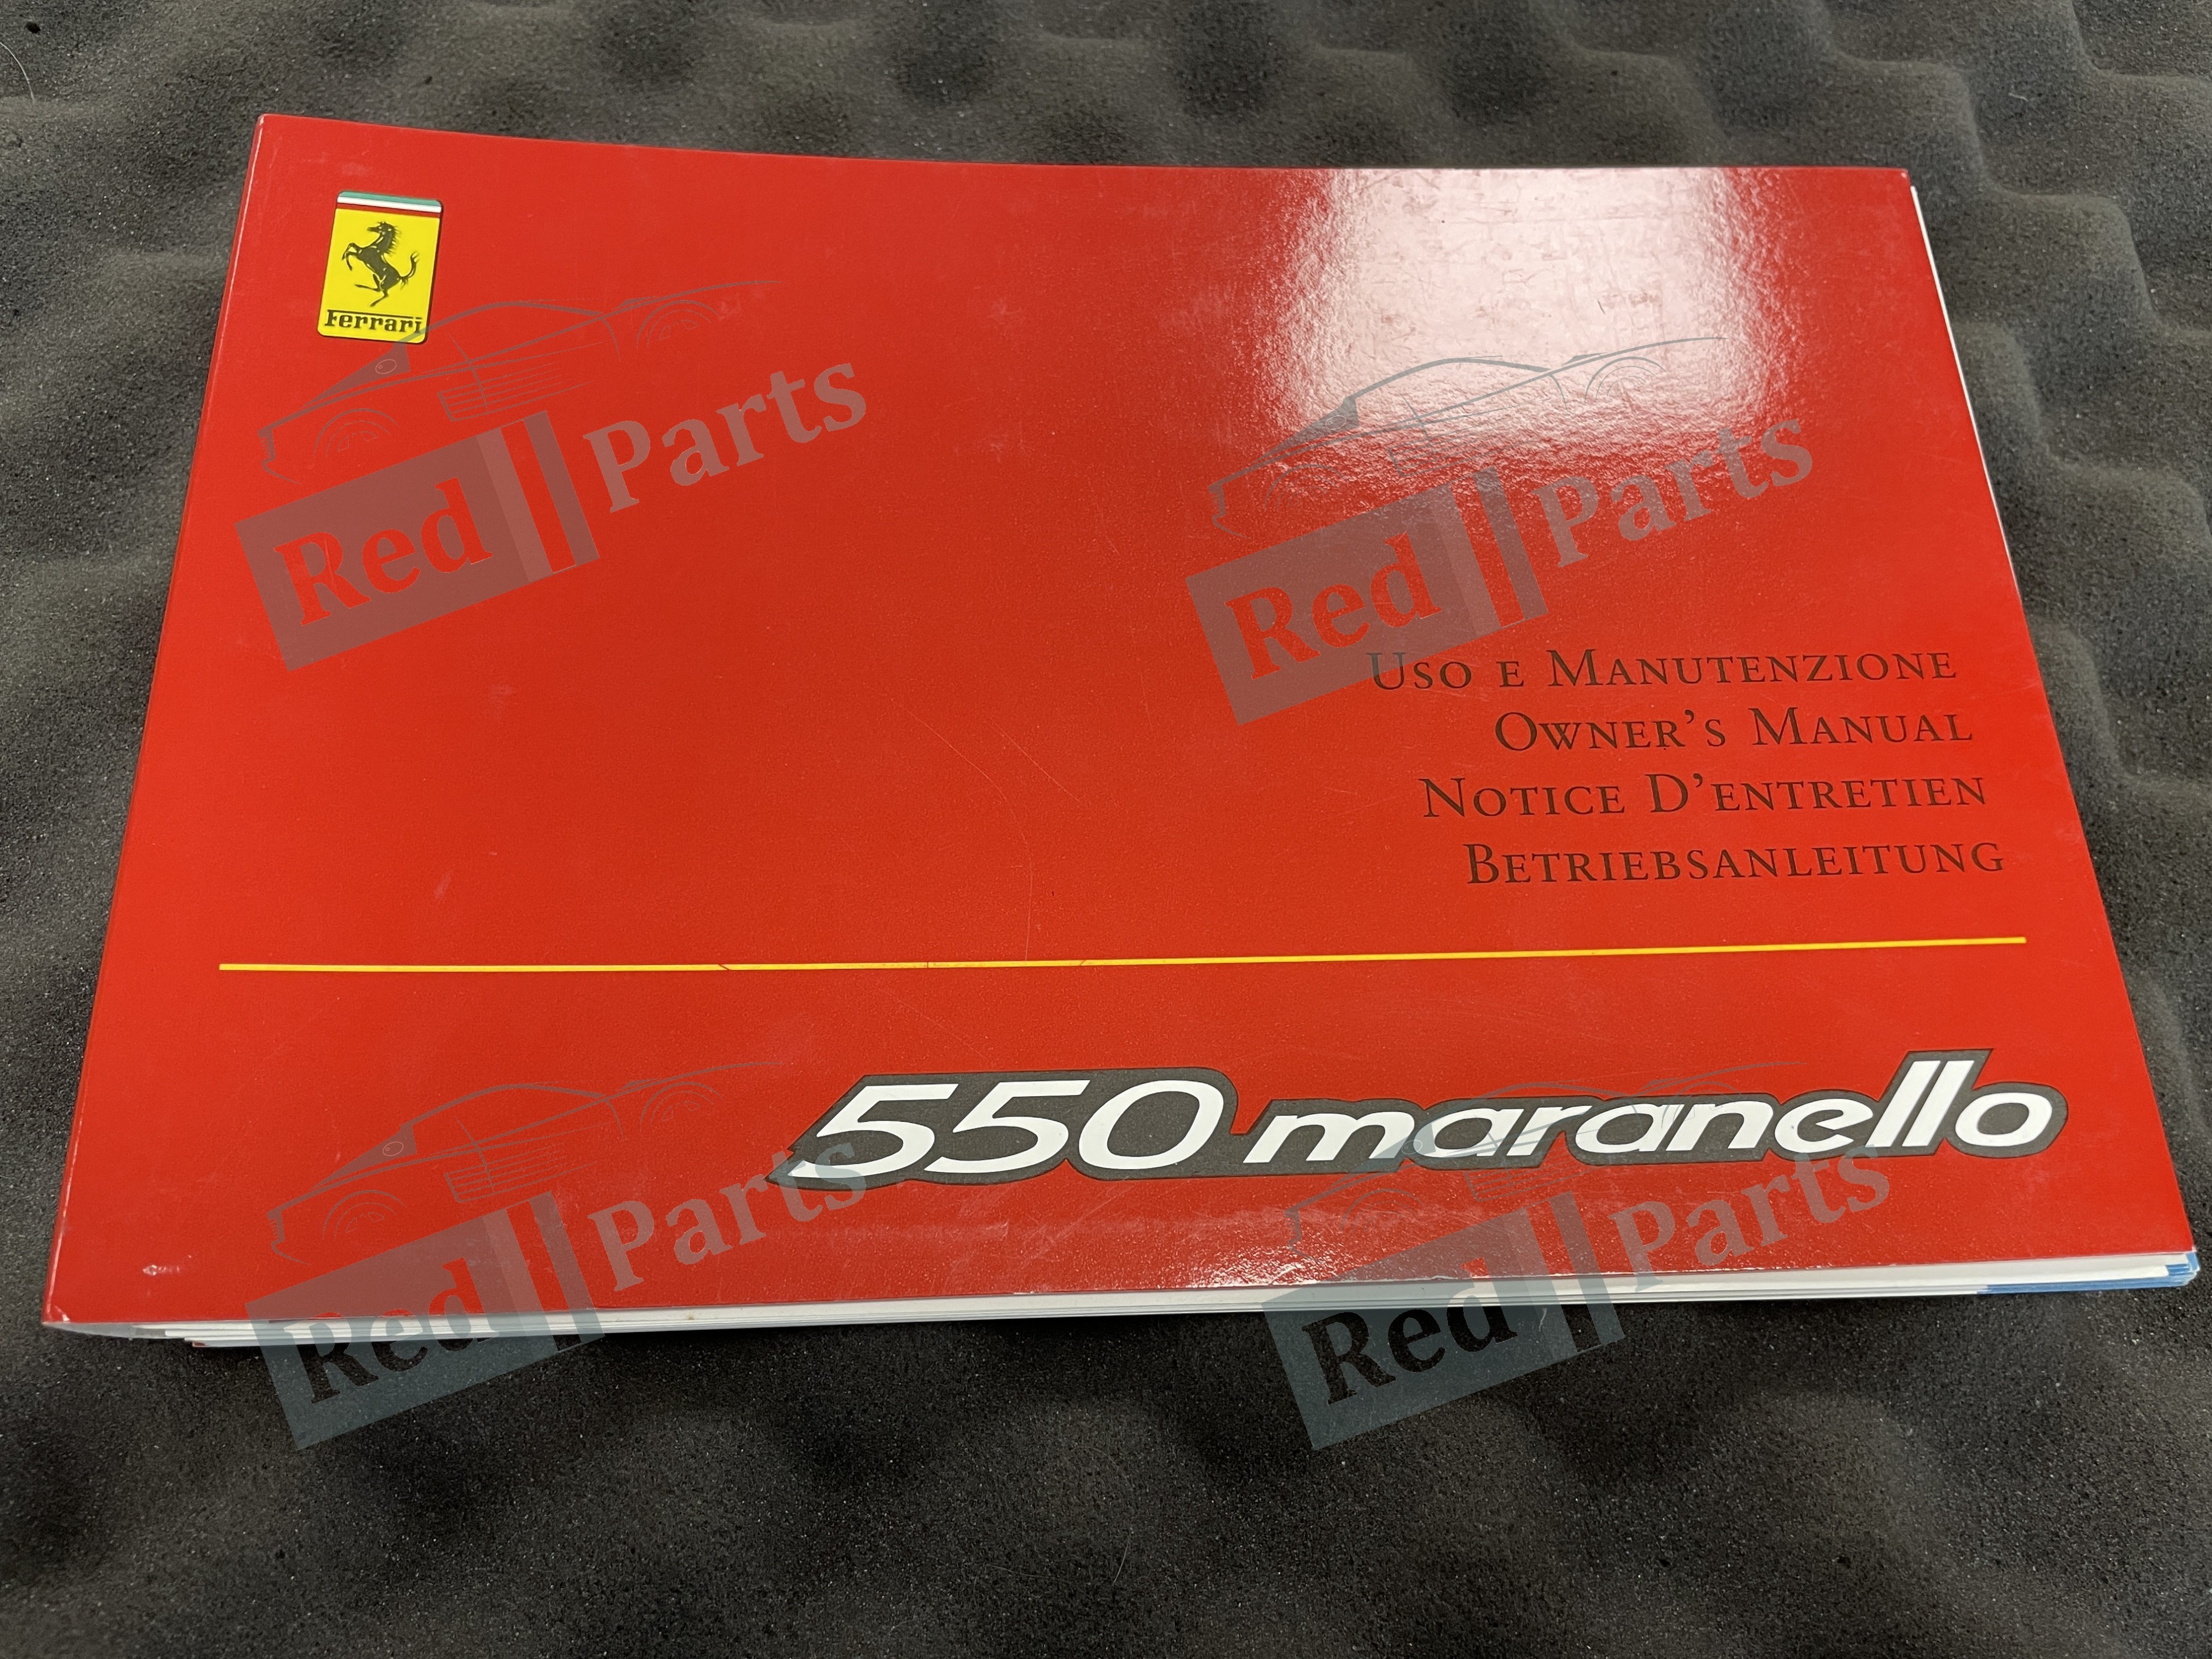 Ferrari
Red Parts
Red Parts
USO E MANUTENZIONE
OWNER'S MANUAL
NOTICE D'ENTRETIEN
BETRIEBSANLEITUNG
550 maranello
Red Parts
Red Parts